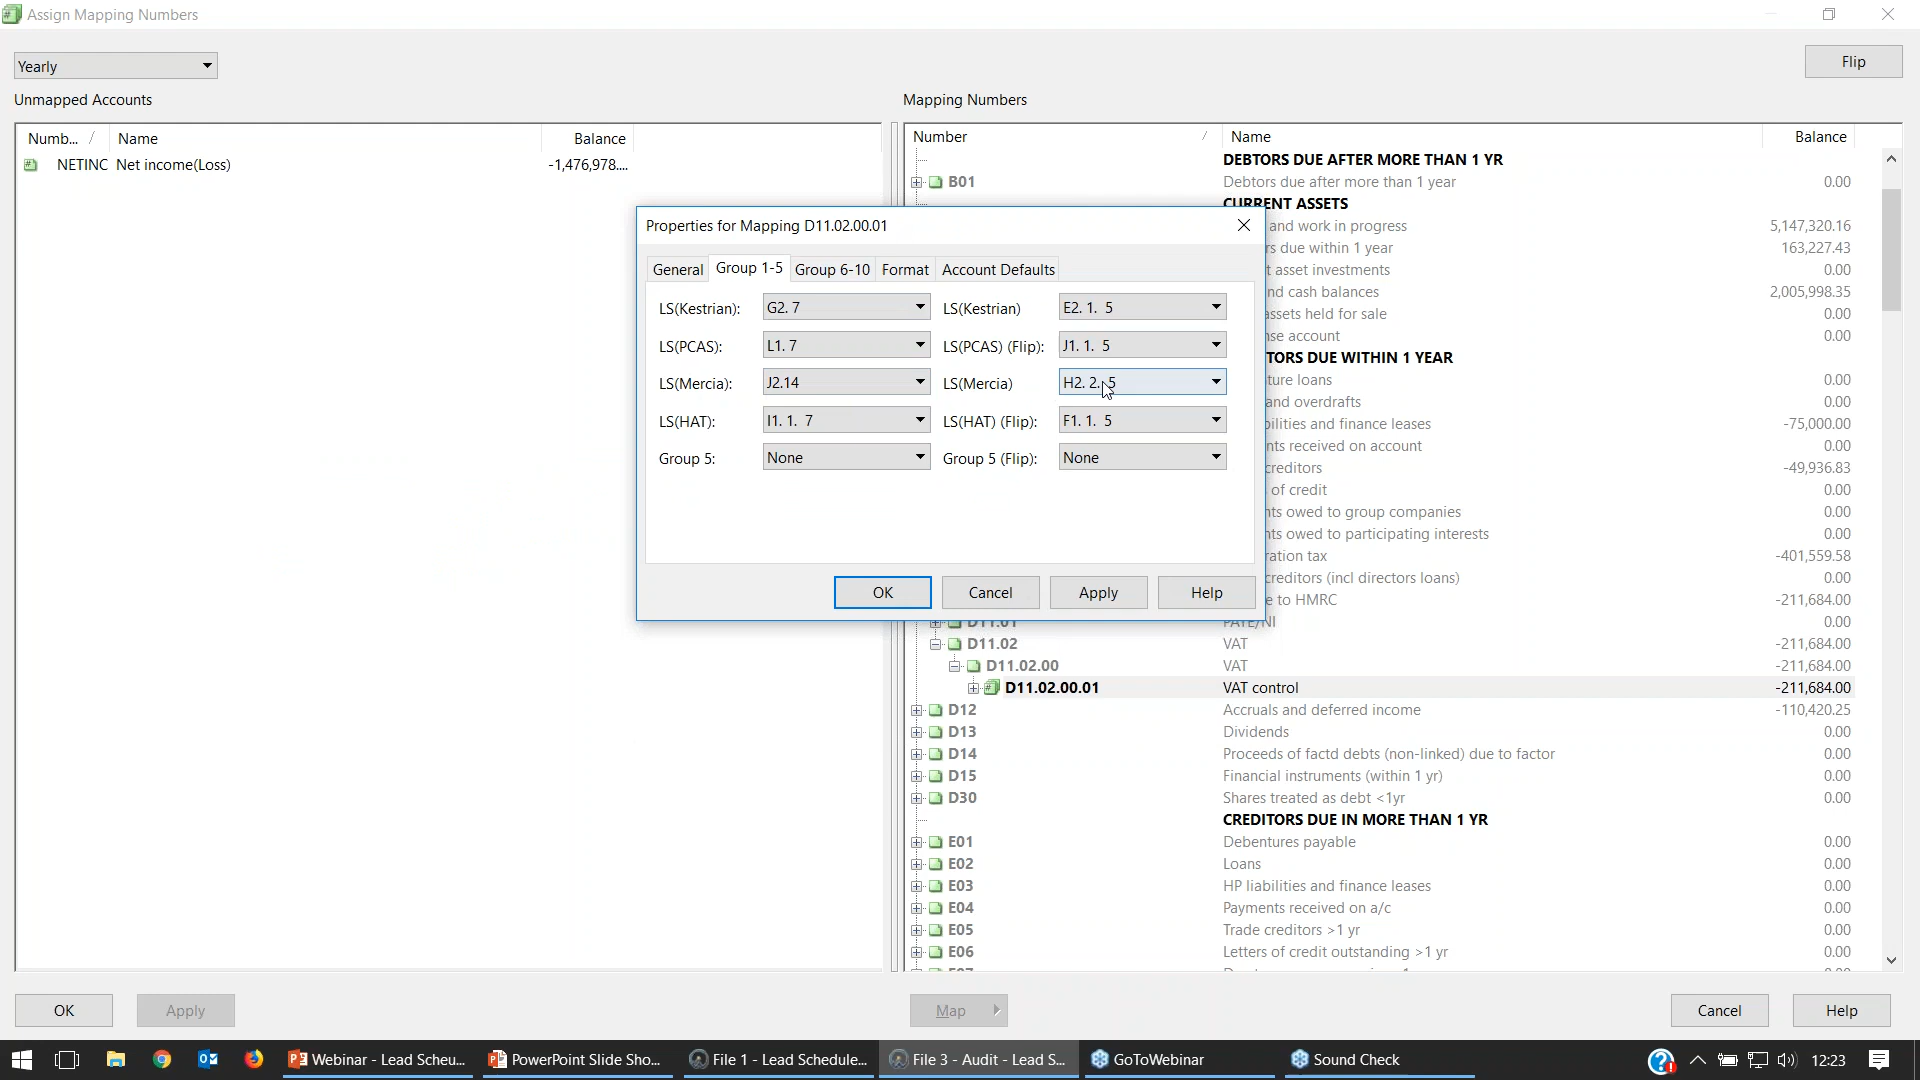 Assign Mapping Numbers
Yearly
Flip
Unmapped Accounts
Mapping Numbers
Numb... / Name Balance
NETINC Net income(Loss) -1,476,978....
Number / Name Balance
DEBTORS DUE AFTER MORE THAN 1 YR
B01 Debtors due after more than 1 year 0.00
CURRENT ASSETS
and work in progress 5,147,320.16
rs due within 1 year 163,227.43
t asset investments 0.00
nd cash balances 2,005,998.35
assets held for sale 0.00
nse account 0.00
TORS DUE WITHIN 1 YEAR
ture loans 0.00
and overdrafts 0.00
bilities and finance leases -75,000.00
nts received on account 0.00
creditors -49,936.83
of credit 0.00
nts owed to group companies 0.00
nts owed to participating interests 0.00
ration tax -401,559.58
creditors (incl directors loans) 0.00
e to HMRC -211,684.00
D11.01 PAYE/NI 0.00
D11.02 VAT -211,684.00
D11.02.00 VAT -211,684.00
D11.02.00.01 VAT control -211,684.00
D12 Accruals and deferred income -110,420.25
D13 Dividends 0.00
D14 Proceeds of factd debts (non-linked) due to factor 0.00
D15 Financial instruments (within 1 yr) 0.00
D30 Shares treated as debt <1yr 0.00
CREDITORS DUE IN MORE THAN 1 YR
E01 Debentures payable 0.00
E02 Loans 0.00
E03 HP liabilities and finance leases 0.00
E04 Payments received on a/c 0.00
E05 Trade creditors >1 yr 0.00
E06 Letters of credit outstanding >1 yr 0.00
Properties for Mapping D11.02.00.01
General Group 1-5 Group 6-10 Format Account Defaults
LS(Kestrian): G2. 7 LS(Kestrian) E2. 1. 5
LS(PCAS): L1. 7 LS(PCAS) (Flip): J1. 1. 5
LS(Mercia): J2.14 LS(Mercia) H2. 2. 5
LS(HAT): I1. 1. 7 LS(HAT) (Flip): F1. 1. 5
Group 5: None Group 5 (Flip): None
OK Cancel Apply Help
OK Apply Map Cancel Help
Webinar - Lead Scheu... PowerPoint Slide Sho... File 1 - Lead Schedule... File 3 - Audit - Lead S... GoToWebinar Sound Check 12:23